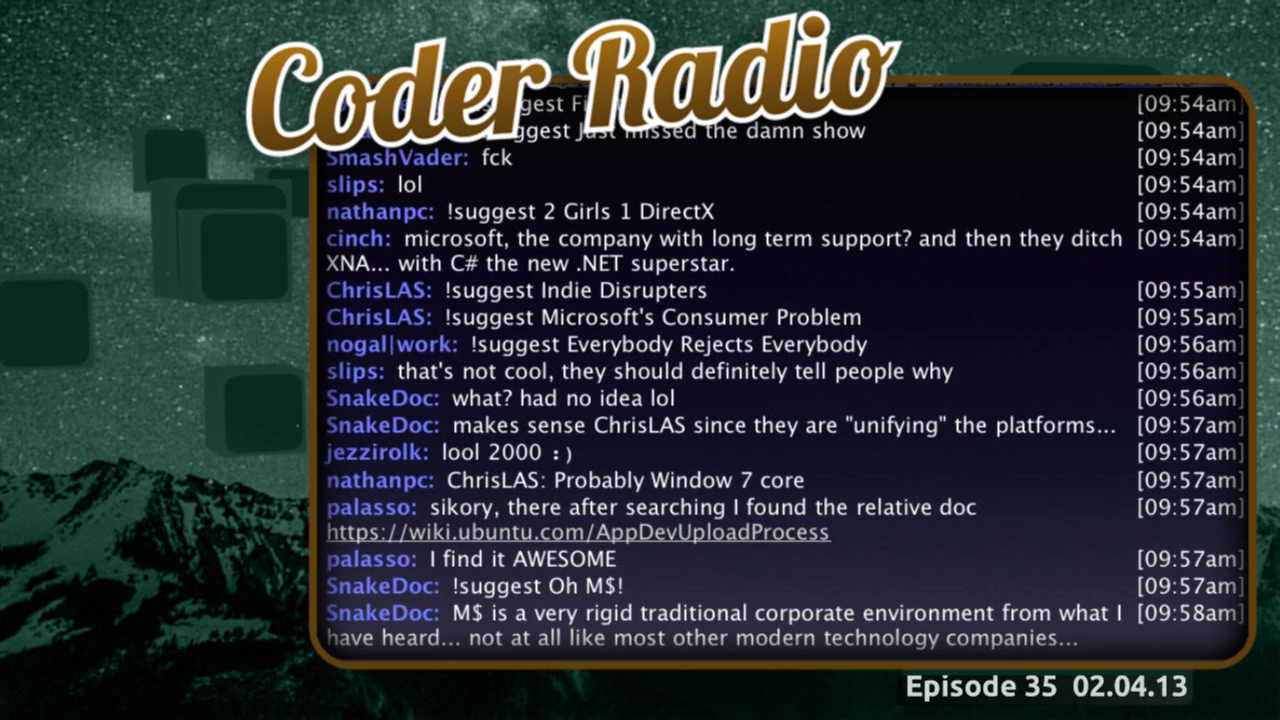 Coder Radio
ggest Fi [09:54am]
ggest Just missed the damn show [09:54am]
SmashVader: fck [09:54am]
slips: lol [09:54am]
nathanpc: !suggest 2 Girls 1 DirectX [09:54am]
cinch: microsoft, the company with long term support? and then they ditch [09:54am]
XNA... with C# the new .NET superstar.
ChrisLAS: !suggest Indie Disrupters [09:55am]
ChrisLAS: !suggest Microsoft's Consumer Problem [09:55am]
nogal|work: !suggest Everybody Rejects Everybody [09:56am]
slips: that's not cool, they should definitely tell people why [09:56am]
SnakeDoc: what? had no idea lol [09:56am]
SnakeDoc: makes sense ChrisLAS since they are "unifying" the platforms... [09:57am]
jezzirolk: lool 2000 :) [09:57am]
nathanpc: ChrisLAS: Probably Window 7 core [09:57am]
palasso: sikory, there after searching I found the relative doc [09:57am]
https://wiki.ubuntu.com/AppDevUploadProcess
palasso: I find it AWESOME [09:57am]
SnakeDoc: !suggest Oh M$! [09:57am]
SnakeDoc: M$ is a very rigid traditional corporate environment from what I [09:58am]
have heard... not at all like most other modern technology companies...
Episode 35 02.04.13